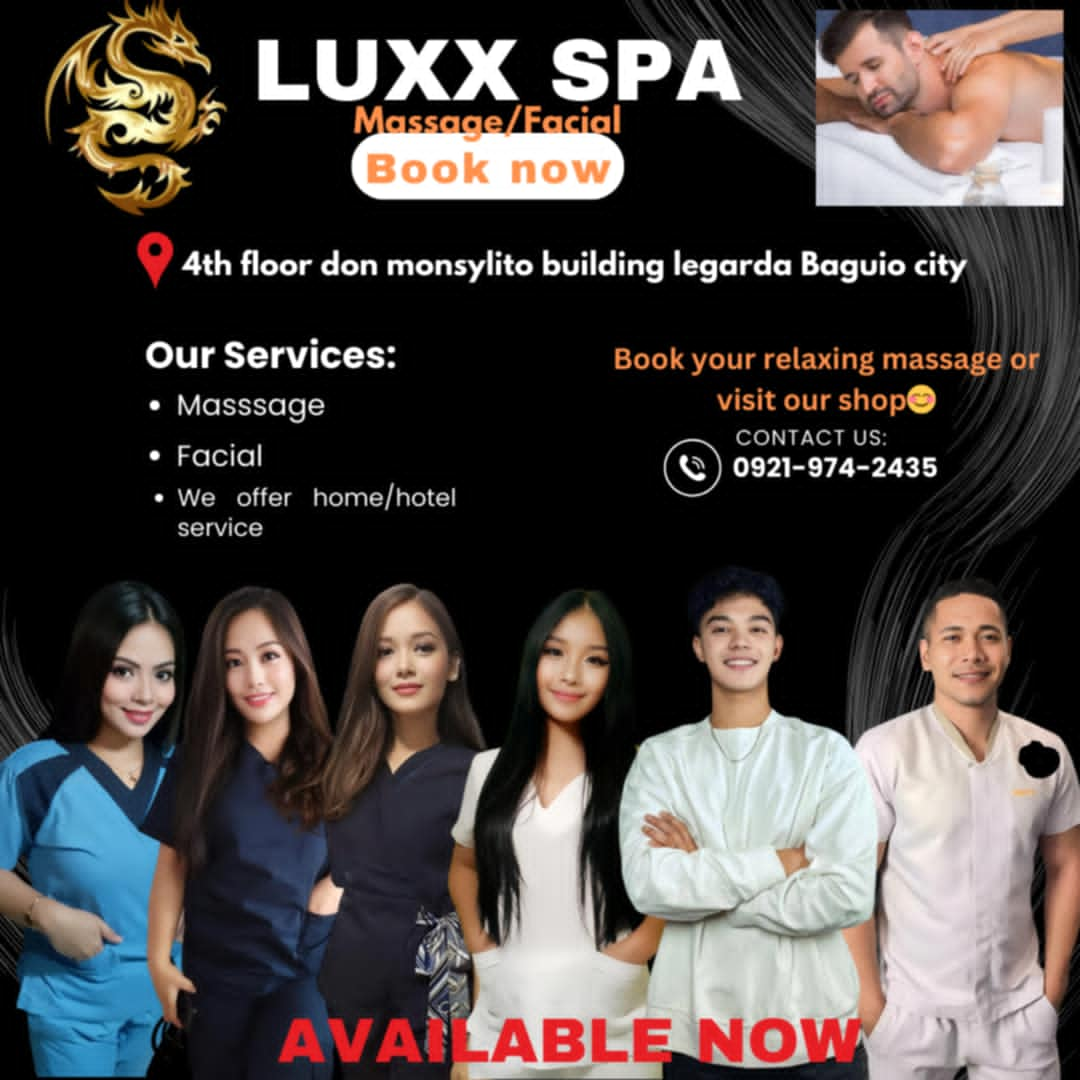 LUXX SPA
Massage/Facial
Book now
4th floor don monsylito building legarda Baguio city
Our Services:
• Masssage
• Facial
• We offer home/hotel
service
Book your relaxing massage or
visit our shop😊
CONTACT US:
0921-974-2435
AVAILABLE NOW